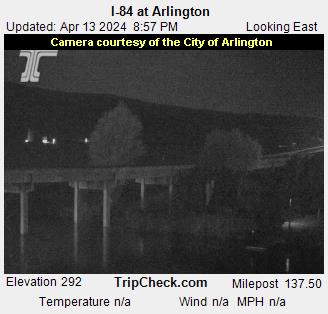 I-84 at Arlington
Updated: Apr 13 2024 8:57 PM Looking East
Camera courtesy of the City of Arlington
Elevation 292 TripCheck.com Milepost 137.50
Temperature n/a Wind n/a MPH n/a